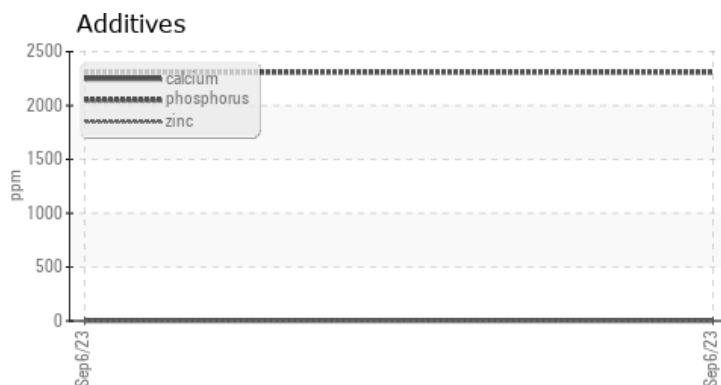 Additives
2500
2000
1500
1000
500
0
ppm
calcium
phosphorus
zinc
Sep6/23
Sep6/23